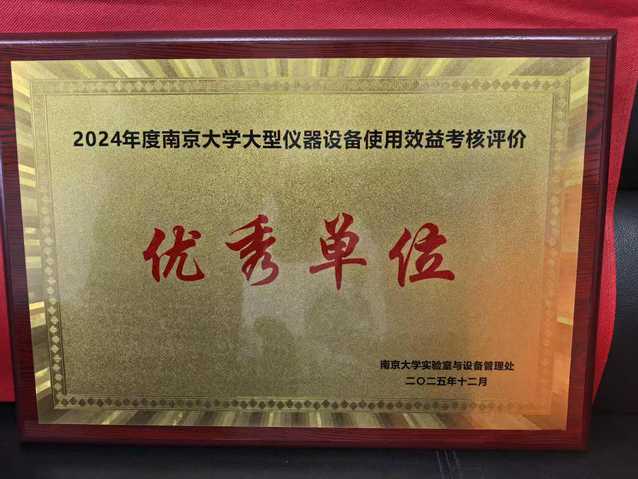 2024年度南京大学大型仪器设备使用效益考核评价
优秀单位
南京大学实验室与设备管理处
二〇二五年十二月